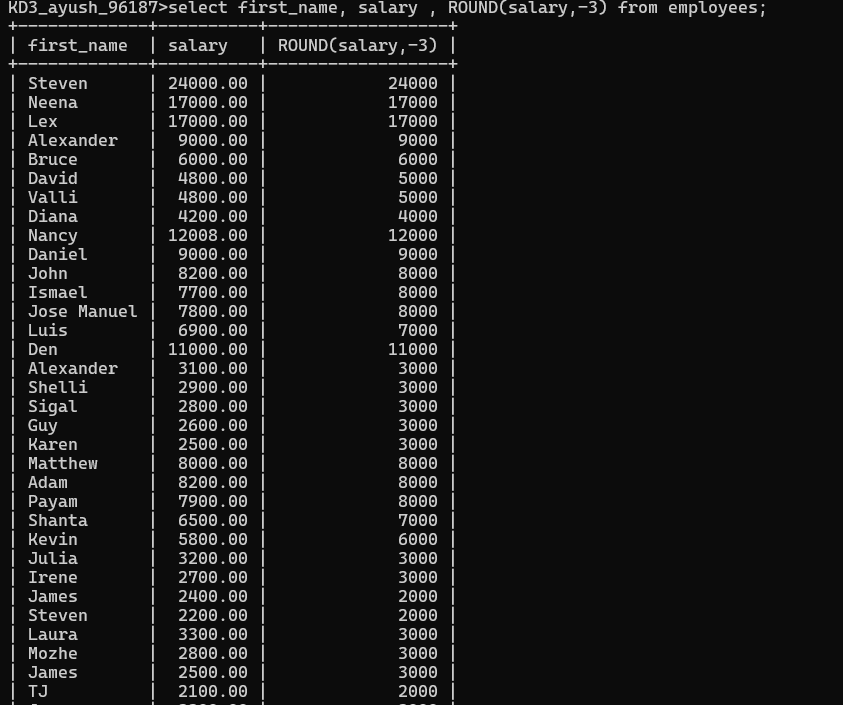 KD3_ayush_96187>select first_name, salary , ROUND(salary,-3) from employees;
+-------------+----------+------------------+
| first_name  | salary   | ROUND(salary,-3) |
+-------------+----------+------------------+
| Steven      | 24000.00 |            24000 |
| Neena       | 17000.00 |            17000 |
| Lex         | 17000.00 |            17000 |
| Alexander   |  9000.00 |             9000 |
| Bruce       |  6000.00 |             6000 |
| David       |  4800.00 |             5000 |
| Valli       |  4800.00 |             5000 |
| Diana       |  4200.00 |             4000 |
| Nancy       | 12008.00 |            12000 |
| Daniel      |  9000.00 |             9000 |
| John        |  8200.00 |             8000 |
| Ismael      |  7700.00 |             8000 |
| Jose Manuel |  7800.00 |             8000 |
| Luis        |  6900.00 |             7000 |
| Den         | 11000.00 |            11000 |
| Alexander   |  3100.00 |             3000 |
| Shelli      |  2900.00 |             3000 |
| Sigal       |  2800.00 |             3000 |
| Guy         |  2600.00 |             3000 |
| Karen       |  2500.00 |             3000 |
| Matthew     |  8000.00 |             8000 |
| Adam        |  8200.00 |             8000 |
| Payam       |  7900.00 |             8000 |
| Shanta      |  6500.00 |             7000 |
| Kevin       |  5800.00 |             6000 |
| Julia       |  3200.00 |             3000 |
| Irene       |  2700.00 |             3000 |
| James       |  2400.00 |             2000 |
| Steven      |  2200.00 |             2000 |
| Laura       |  3300.00 |             3000 |
| Mozhe       |  2800.00 |             3000 |
| James       |  2500.00 |             3000 |
| TJ          |  2100.00 |             2000 |